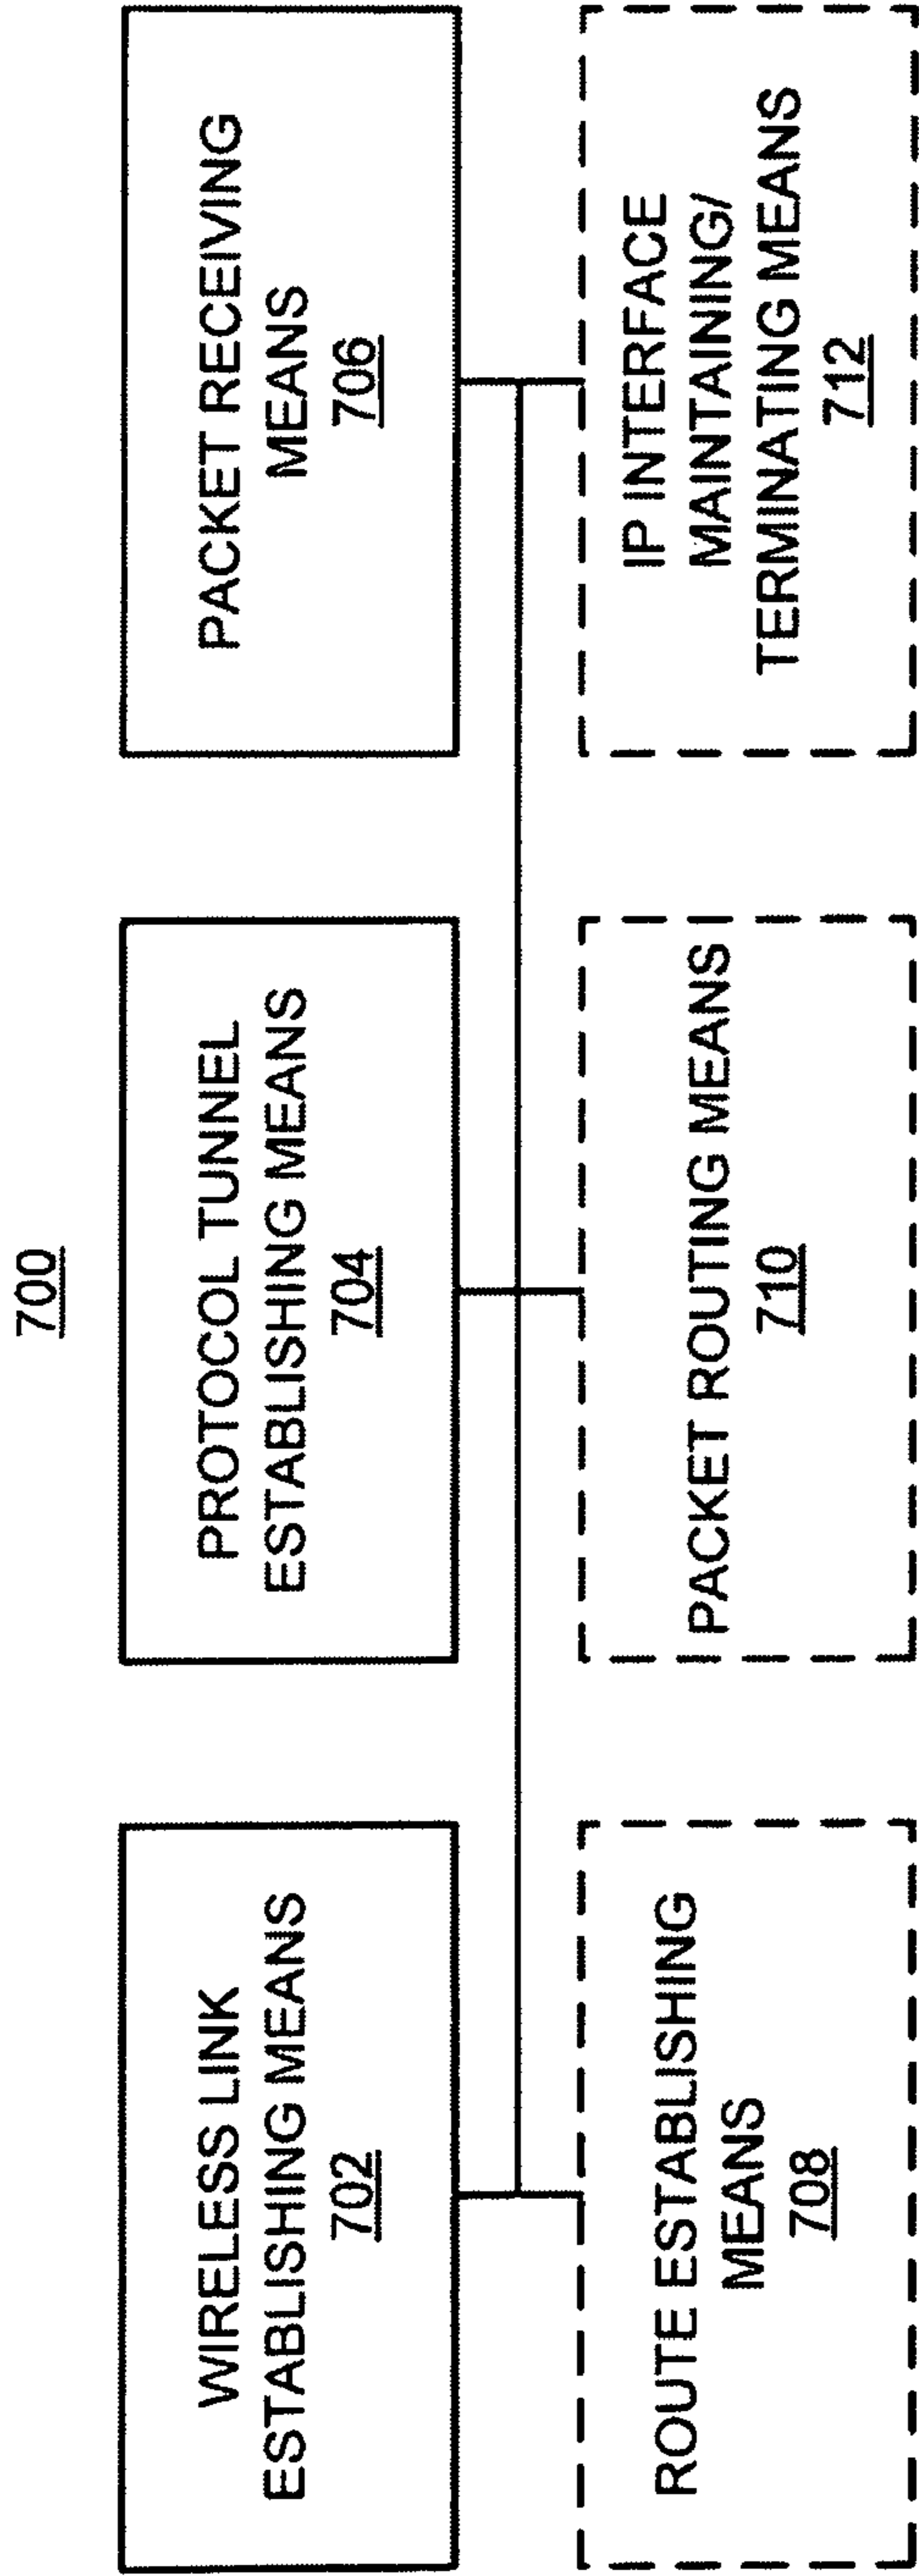 700
WIRELESS LINK
ESTABLISHING MEANS
702
PROTOCOL TUNNEL
ESTABLISHING MEANS
704
PACKET RECEIVING
MEANS
706
ROUTE ESTABLISHING
MEANS
708
PACKET ROUTING MEANS
710
IP INTERFACE
MAINTAINING/
TERMINATING MEANS
712